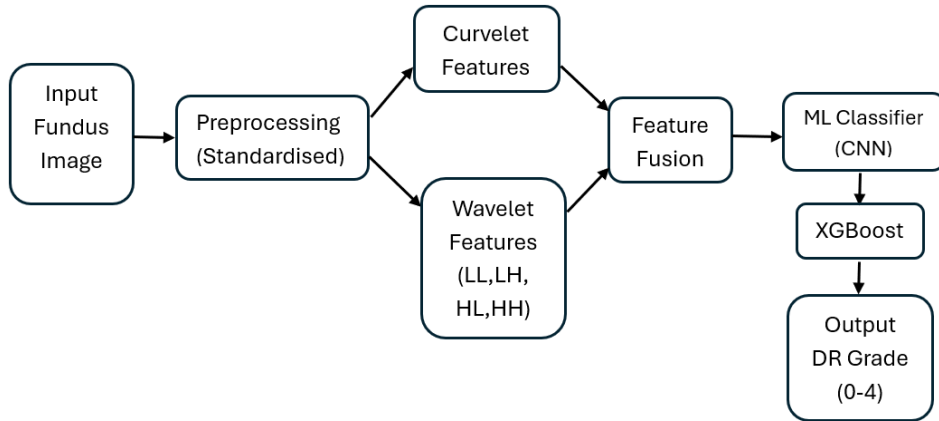 Input
Fundus
Image
Preprocessing
(Standardised)
Curvelet
Features
Wavelet
Features
(LL,LH,
HL,HH)
Feature
Fusion
ML Classifier
(CNN)
XGBoost
Output
DR Grade
(0-4)